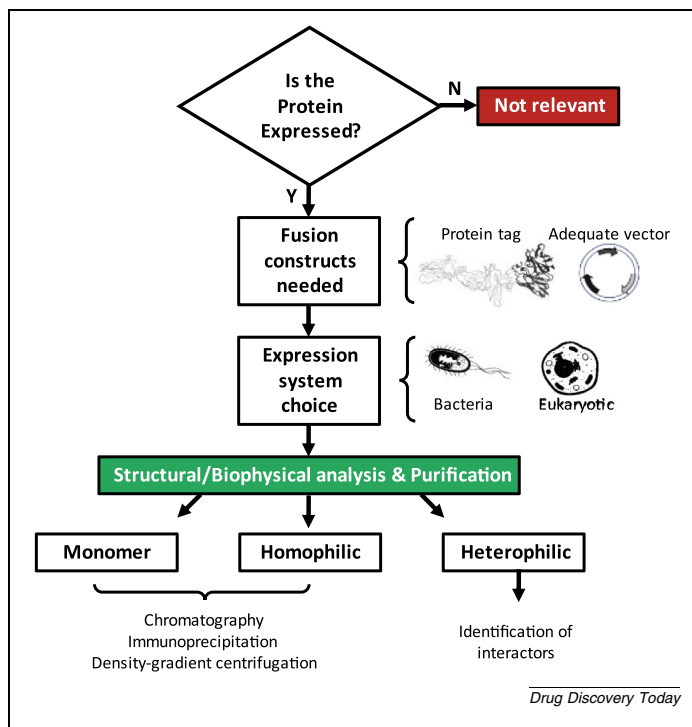 Is the
Protein
Expressed?
N
Not relevant
Y
Fusion
constructs
needed
Protein tag
Adequate vector
Expression
system
choice
Bacteria
Eukaryotic
Structural/Biophysical analysis & Purification
Monomer
Homophilic
Heterophilic
Chromatography
Immunoprecipitation
Density-gradient centrifugation
Identification of
interactors
Drug Discovery Today